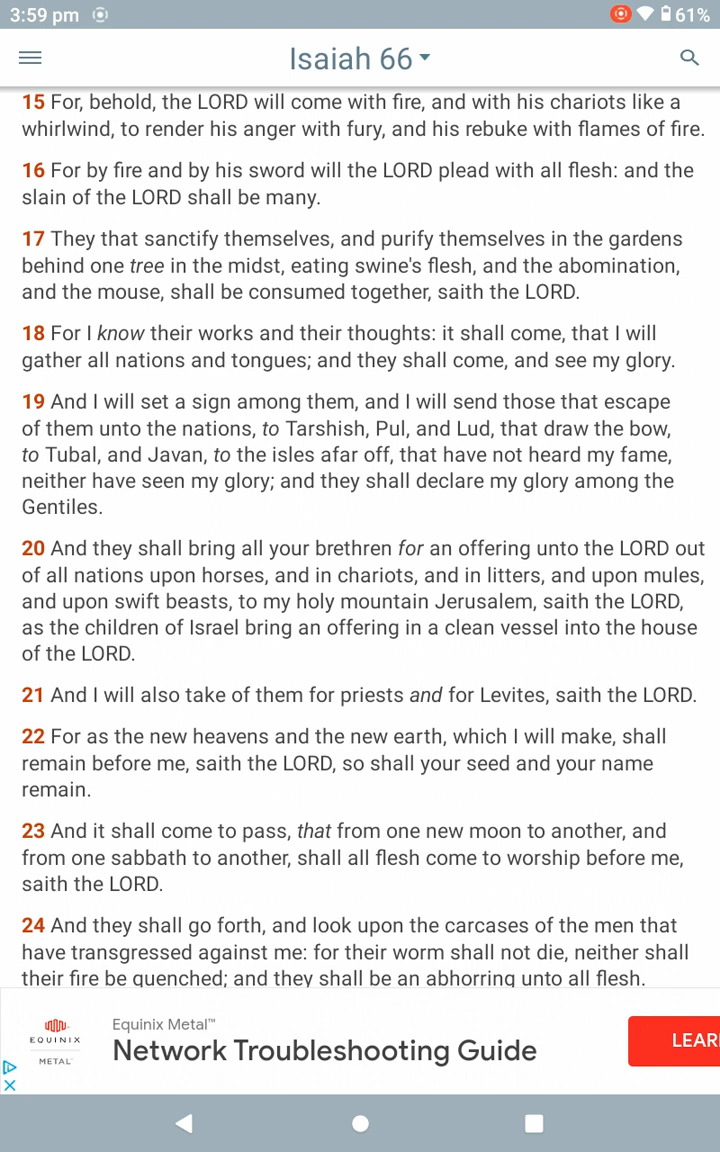 3:59 pm
61%
Isaiah 66
15 For, behold, the LORD will come with fire, and with his chariots like a
whirlwind, to render his anger with fury, and his rebuke with flames of fire.
16 For by fire and by his sword will the LORD plead with all flesh: and the
slain of the LORD shall be many.
17 They that sanctify themselves, and purify themselves in the gardens
behind one tree in the midst, eating swine's flesh, and the abomination,
and the mouse, shall be consumed together, saith the LORD.
18 For I know their works and their thoughts: it shall come, that I will
gather all nations and tongues; and they shall come, and see my glory.
19 And I will set a sign among them, and I will send those that escape
of them unto the nations, to Tarshish, Pul, and Lud, that draw the bow,
to Tubal, and Javan, to the isles afar off, that have not heard my fame,
neither have seen my glory; and they shall declare my glory among the
Gentiles.
20 And they shall bring all your brethren for an offering unto the LORD out
of all nations upon horses, and in chariots, and in litters, and upon mules,
and upon swift beasts, to my holy mountain Jerusalem, saith the LORD,
as the children of Israel bring an offering in a clean vessel into the house
of the LORD.
21 And I will also take of them for priests and for Levites, saith the LORD.
22 For as the new heavens and the new earth, which I will make, shall
remain before me, saith the LORD, so shall your seed and your name
remain.
23 And it shall come to pass, that from one new moon to another, and
from one sabbath to another, shall all flesh come to worship before me,
saith the LORD.
24 And they shall go forth, and look upon the carcases of the men that
have transgressed against me: for their worm shall not die, neither shall
their fire be quenched; and they shall be an abhorring unto all flesh.
EQUINIX
METAL™
Equinix Metal™
Network Troubleshooting Guide
LEAR